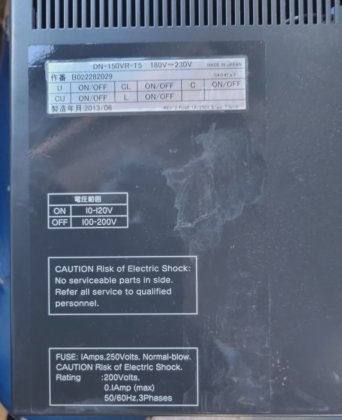 DN-150VR-T5 180V~230V MADE IN JAPAN
作番 B022282029
U ON/OFF CL ON/OFF C ON/OFF
CU ON/OFF L ON/OFF
製造年月 2013/06
電圧範囲
ON 10-120V
OFF 100-200V
CAUTION Risk of Electric Shock:
No serviceable parts in side.
Refer all service to qualified
personnel.
FUSE: 1Amps,250Volts. Normal-blow.
CAUTION Risk of Electric Shock.
Rating :200Volts.
0.1Amp (max)
50/60Hz,3Phases